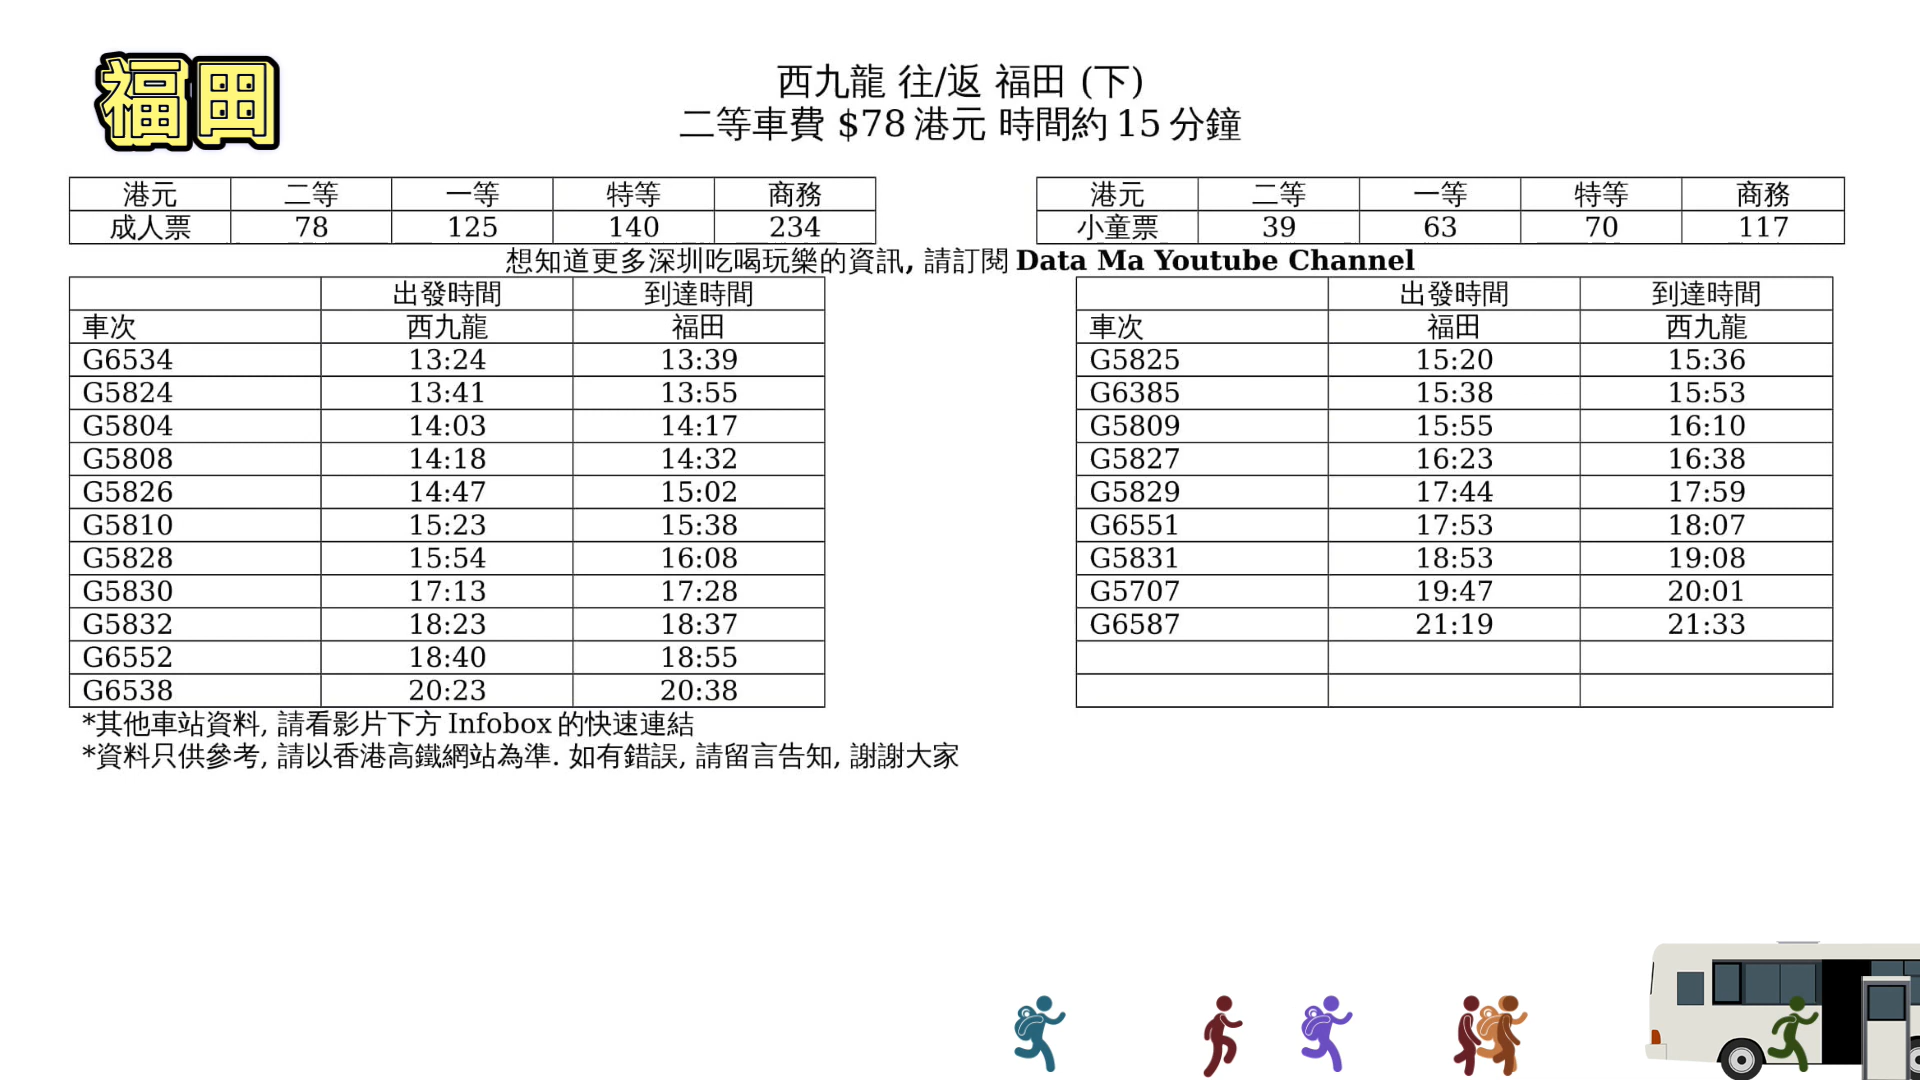 福田
西九龍 往/返 福田 (下)
二等車費 $78 港元 時間約 15 分鐘
港元 二等 一等 特等 商務
成人票 78 125 140 234
港元 二等 一等 特等 商務
小童票 39 63 70 117
想知道更多深圳吃喝玩樂的資訊, 請訂閱 Data Ma Youtube Channel
出發時間 到達時間
車次 西九龍 福田
G6534 13:24 13:39
G5824 13:41 13:55
G5804 14:03 14:17
G5808 14:18 14:32
G5826 14:47 15:02
G5810 15:23 15:38
G5828 15:54 16:08
G5830 17:13 17:28
G5832 18:23 18:37
G6552 18:40 18:55
G6538 20:23 20:38
出發時間 到達時間
車次 福田 西九龍
G5825 15:20 15:36
G6385 15:38 15:53
G5809 15:55 16:10
G5827 16:23 16:38
G5829 17:44 17:59
G6551 17:53 18:07
G5831 18:53 19:08
G5707 19:47 20:01
G6587 21:19 21:33
*其他車站資料, 請看影片下方 Infobox 的快速連結
*資料只供參考, 請以香港高鐵網站為準. 如有錯誤, 請留言告知, 謝謝大家